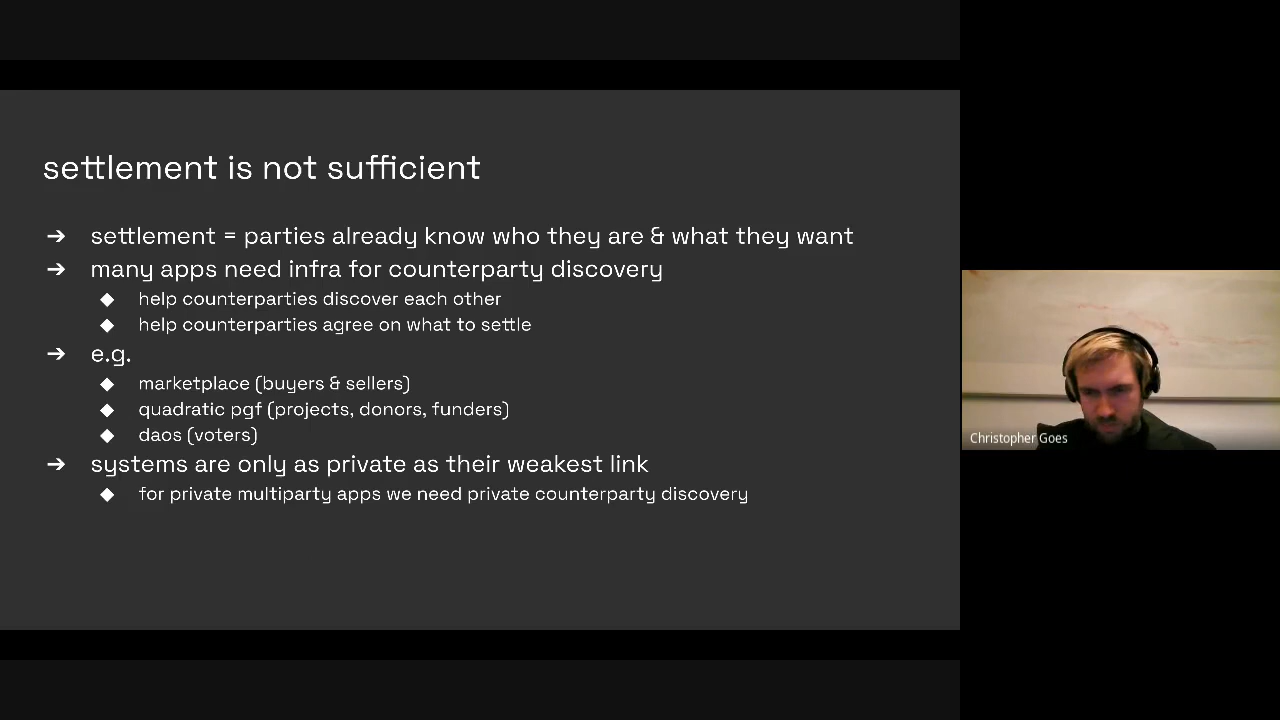 settlement is not sufficient
➔ settlement = parties already know who they are & what they want
➔ many apps need infra for counterparty discovery
◆ help counterparties discover each other
◆ help counterparties agree on what to settle
➔ e.g.
◆ marketplace (buyers & sellers)
◆ quadratic pgf (projects, donors, funders)
◆ daos (voters)
➔ systems are only as private as their weakest link
◆ for private multiparty apps we need private counterparty discovery
Christopher Goes